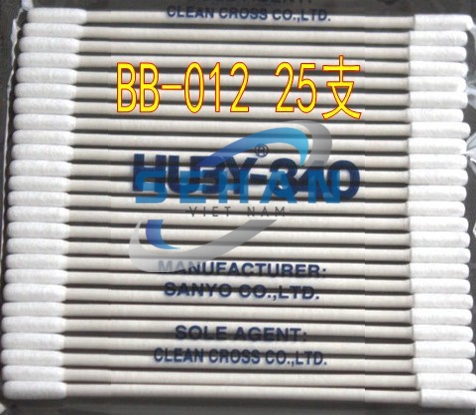 CLEAN CROSS CO.,LTD.
BB-012 25支
HUBY-340
SEITAN
VIET NAM
MANUFACTURER:
SANYO CO.,LTD.
SOLE AGENT:
CLEAN CROSS CO.,LTD.